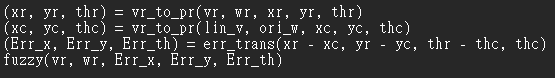 (xr, yr, thr) = vr_to_pr(vr, wr, xr, yr, thr)
(xc, yc, thc) = vr_to_pr(lin_v, ori_w, xc, yc, thc)
(Err_x, Err_y, Err_th) = err_trans(xr - xc, yr - yc, thr - thc, thc)
fuzzy(vr, wr, Err_x, Err_y, Err_th)